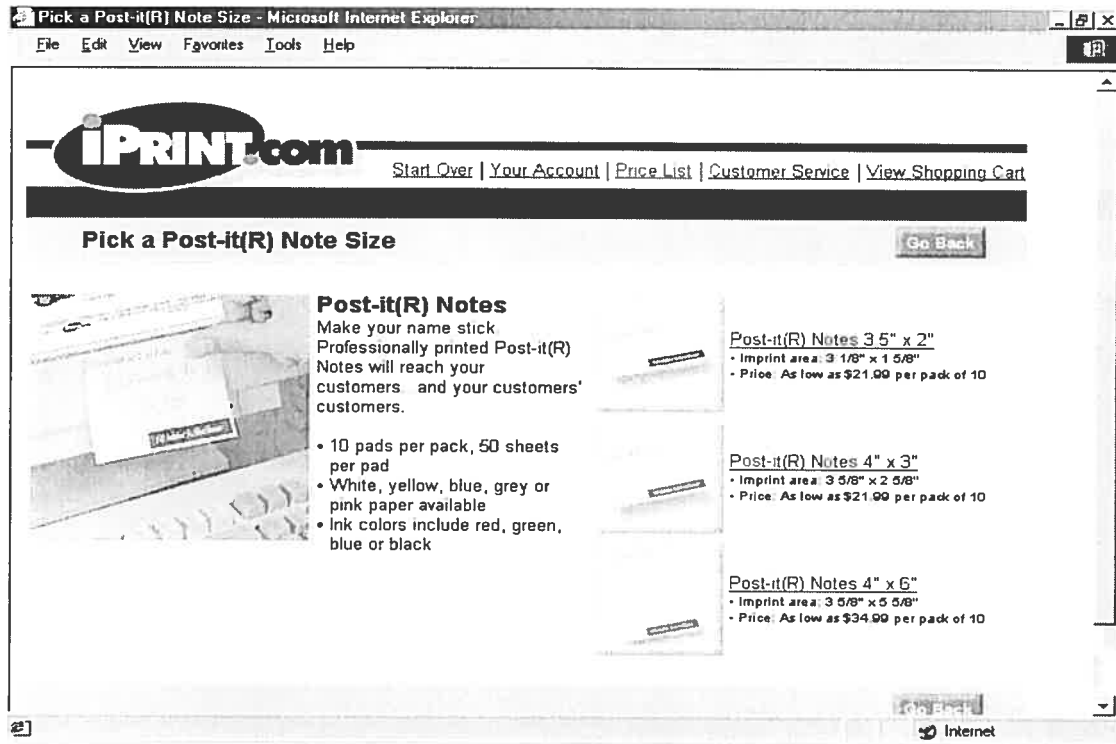 Pick a Post-it(R) Note Size - Microsoft Internet Explorer
File Edit View Favorites Tools Help
iPRINT.com
Start Over | Your Account | Price List | Customer Service | View Shopping Cart
Pick a Post-it(R) Note Size
Go Back
Post-it(R) Notes
Make your name stick
Professionally printed Post-it(R)
Notes will reach your
customers and your customers'
customers.
• 10 pads per pack, 50 sheets
per pad
• White, yellow, blue, grey or
pink paper available
• Ink colors include red, green,
blue or black
Post-it(R) Notes 3 5" x 2"
• Imprint area: 3 1/8" x 1 5/8"
• Price: As low as $21.99 per pack of 10
Post-it(R) Notes 4" x 3"
• Imprint area: 3 5/8" x 2 5/8"
• Price: As low as $21.99 per pack of 10
Post-it(R) Notes 4" x 6"
• Imprint area: 3 5/8" x 5 5/8"
• Price: As low as $34.99 per pack of 10
Go Back
Internet